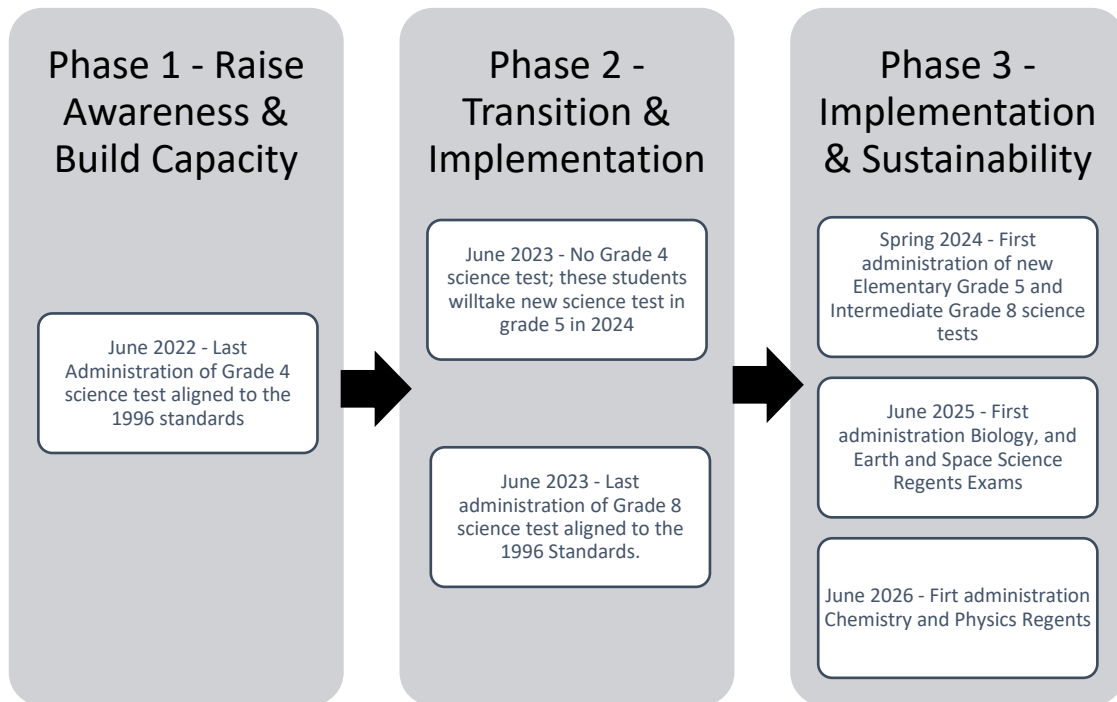 Phase 1 - Raise
Awareness &
Build Capacity
June 2022 - Last
Administration of Grade 4
science test aligned to the
1996 standards
Phase 2 -
Transition &
Implementation
June 2023 - No Grade 4
science test; these students
willtake new science test in
grade 5 in 2024
June 2023 - Last
administration of Grade 8
science test aligned to the
1996 Standards.
Phase 3 -
Implementation
& Sustainability
Spring 2024 - First
administration of new
Elementary Grade 5 and
Intermediate Grade 8 science
tests
June 2025 - First
administration Biology, and
Earth and Space Science
Regents Exams
June 2026 - Firt administration
Chemistry and Physics Regents